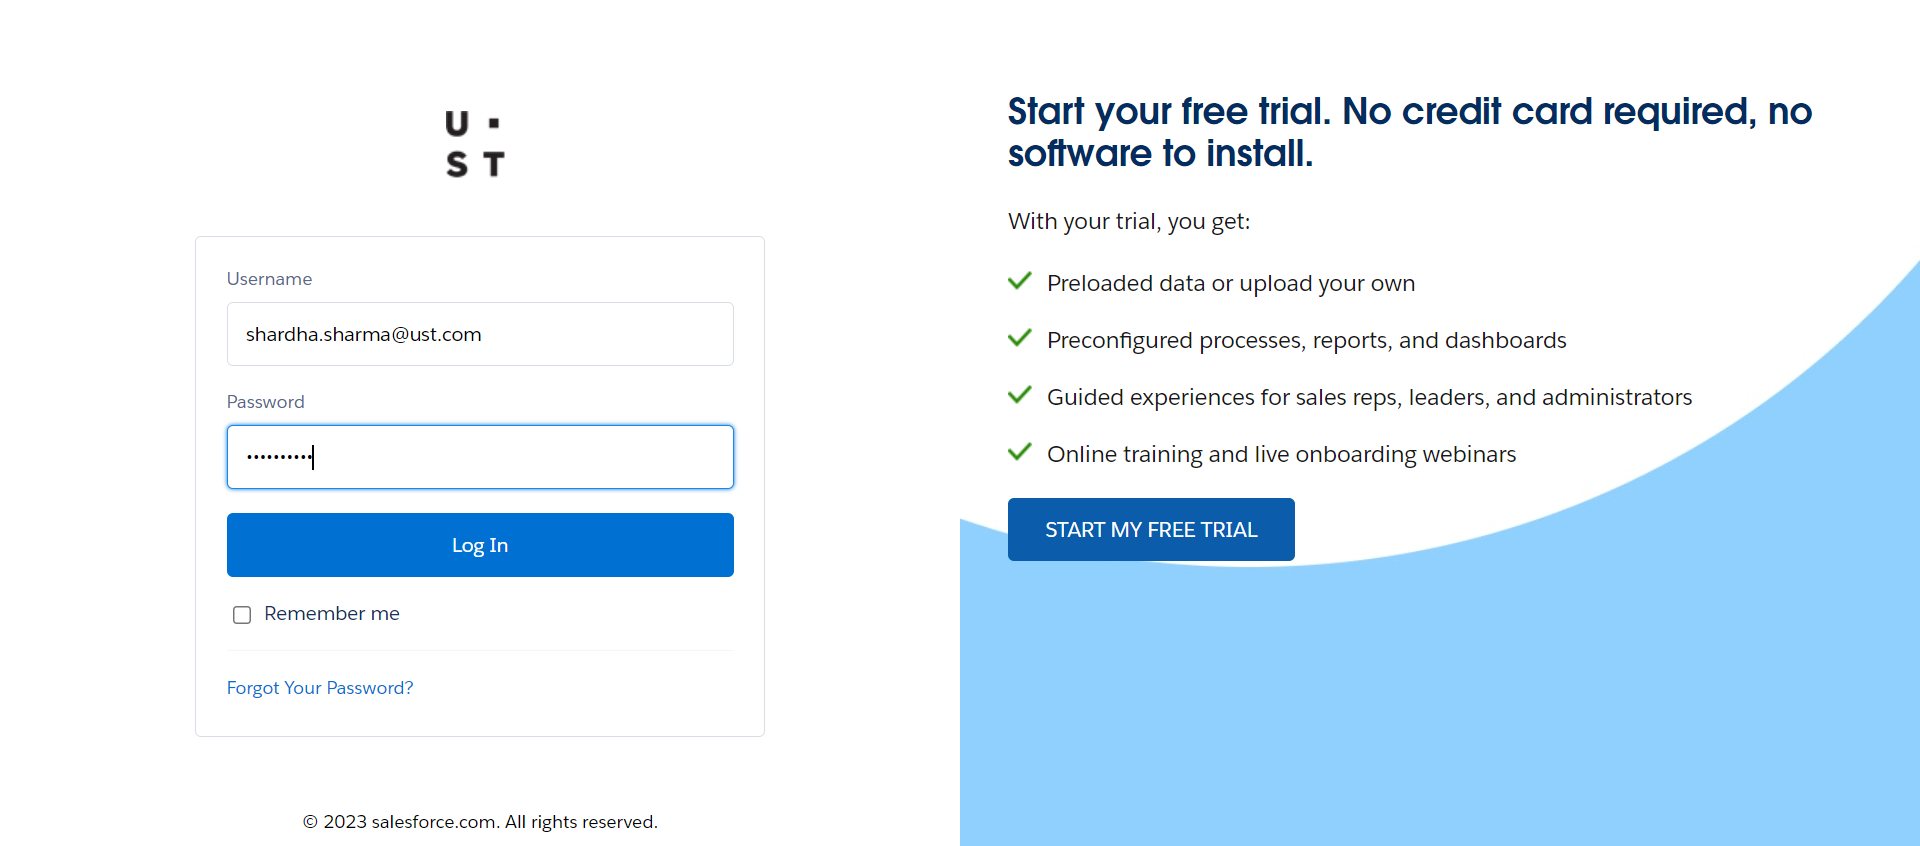 U ▪
S T
Username
shardha.sharma@ust.com
Password
••••••••••
Log In
Remember me
Forgot Your Password?
© 2023 salesforce.com. All rights reserved.
Start your free trial. No credit card required, no
software to install.
With your trial, you get:
Preloaded data or upload your own
Preconfigured processes, reports, and dashboards
Guided experiences for sales reps, leaders, and administrators
Online training and live onboarding webinars
START MY FREE TRIAL